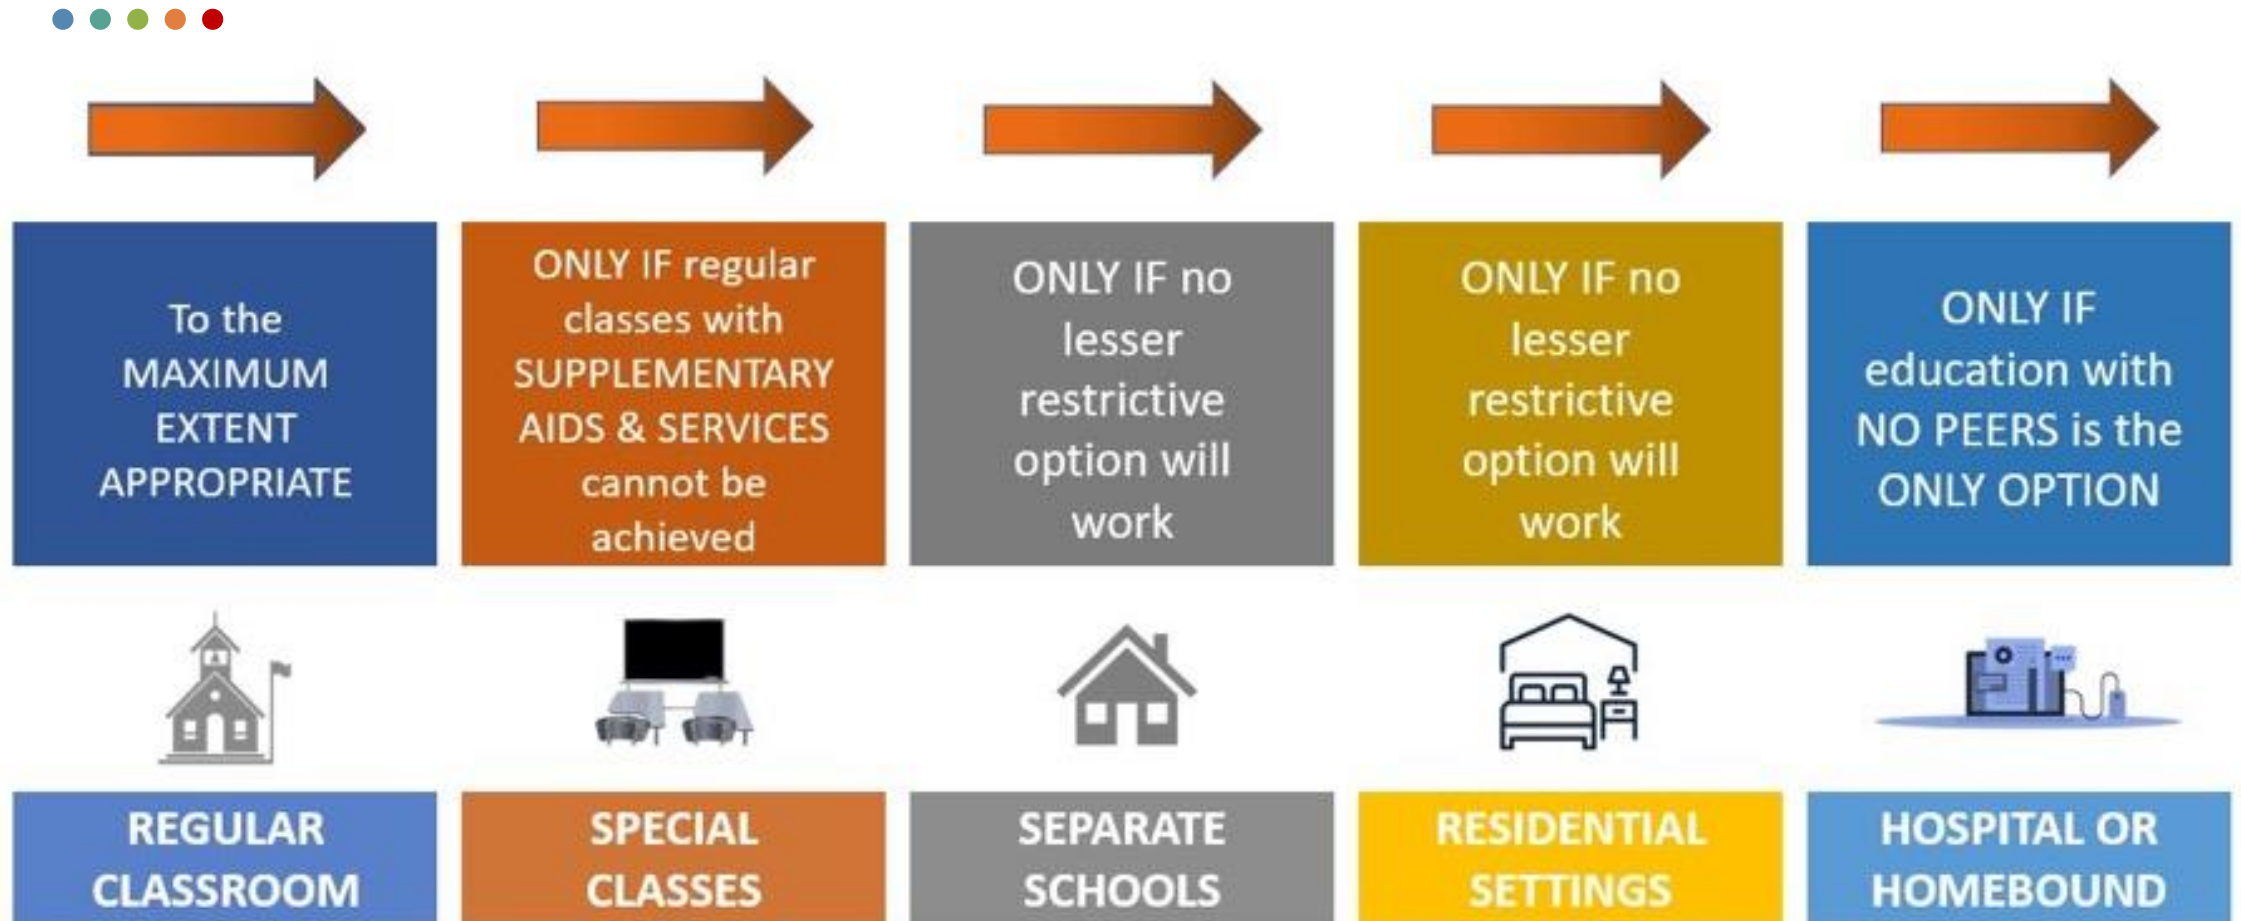 To the
MAXIMUM
EXTENT
APPROPRIATE
ONLY IF regular
classes with
SUPPLEMENTARY
AIDS & SERVICES
cannot be
achieved
ONLY IF no
lesser
restrictive
option will
work
ONLY IF no
lesser
restrictive
option will
work
ONLY IF
education with
NO PEERS is the
ONLY OPTION
REGULAR
CLASSROOM
SPECIAL
CLASSES
SEPARATE
SCHOOLS
RESIDENTIAL
SETTINGS
HOSPITAL OR
HOMEBOUND